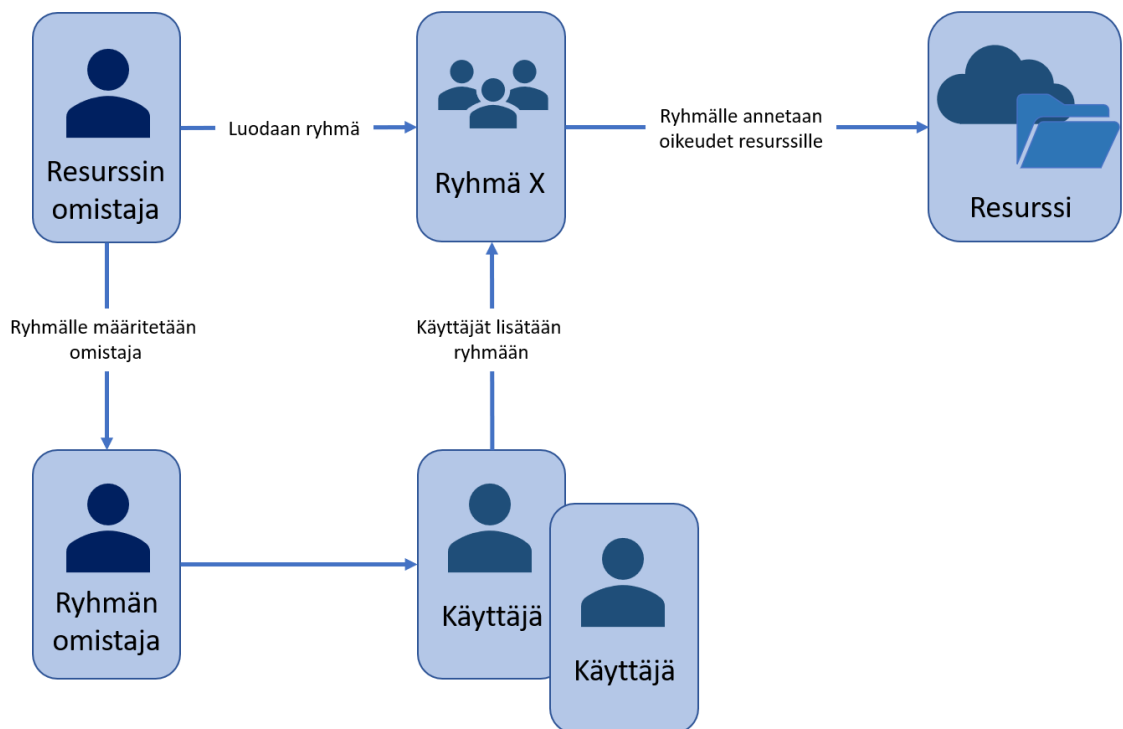 Resurssin
omistaja
Luodaan ryhmä
Ryhmä X
Ryhmälle annetaan
oikeudet resurssille
Resurssi
Ryhmälle määritetään
omistaja
Käyttäjät lisätään
ryhmään
Ryhmän
omistaja
Käyttäjä
Käyttäjä